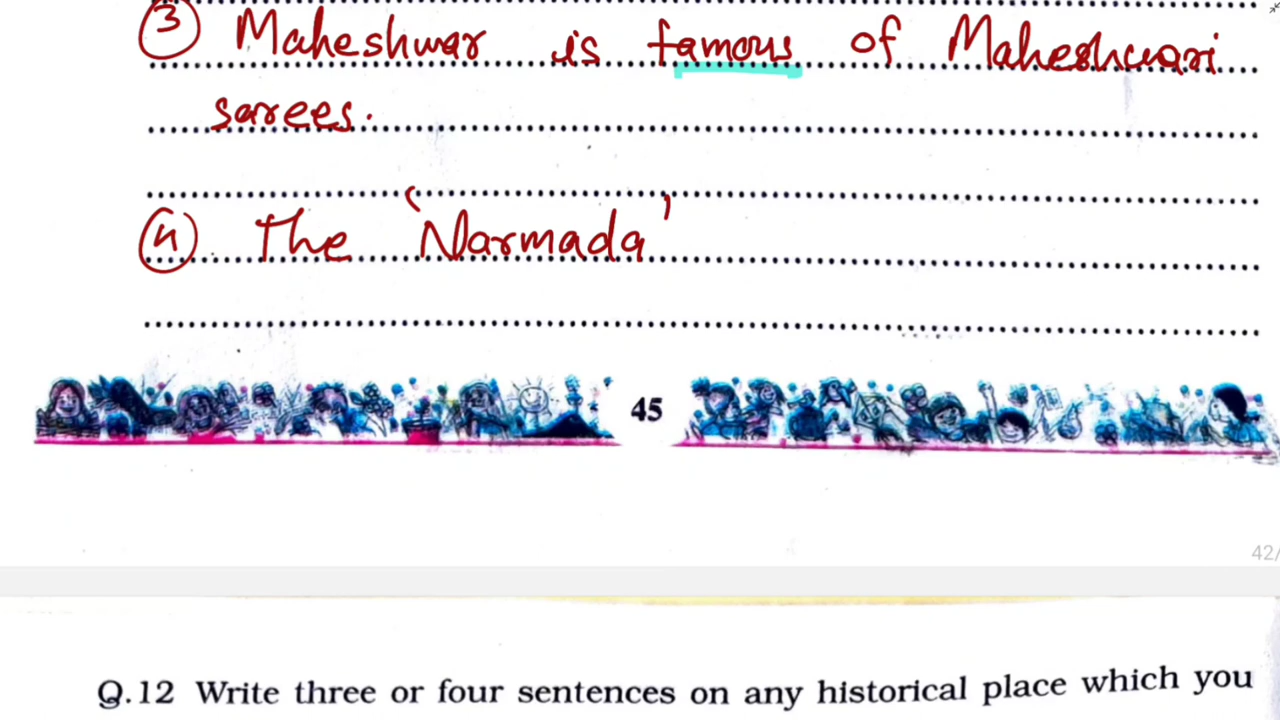 3 Maheshwar is famous of Maheshwari
sarees.
4 The 'Narmada'
45
42/
Q.12 Write three or four sentences on any historical place which you